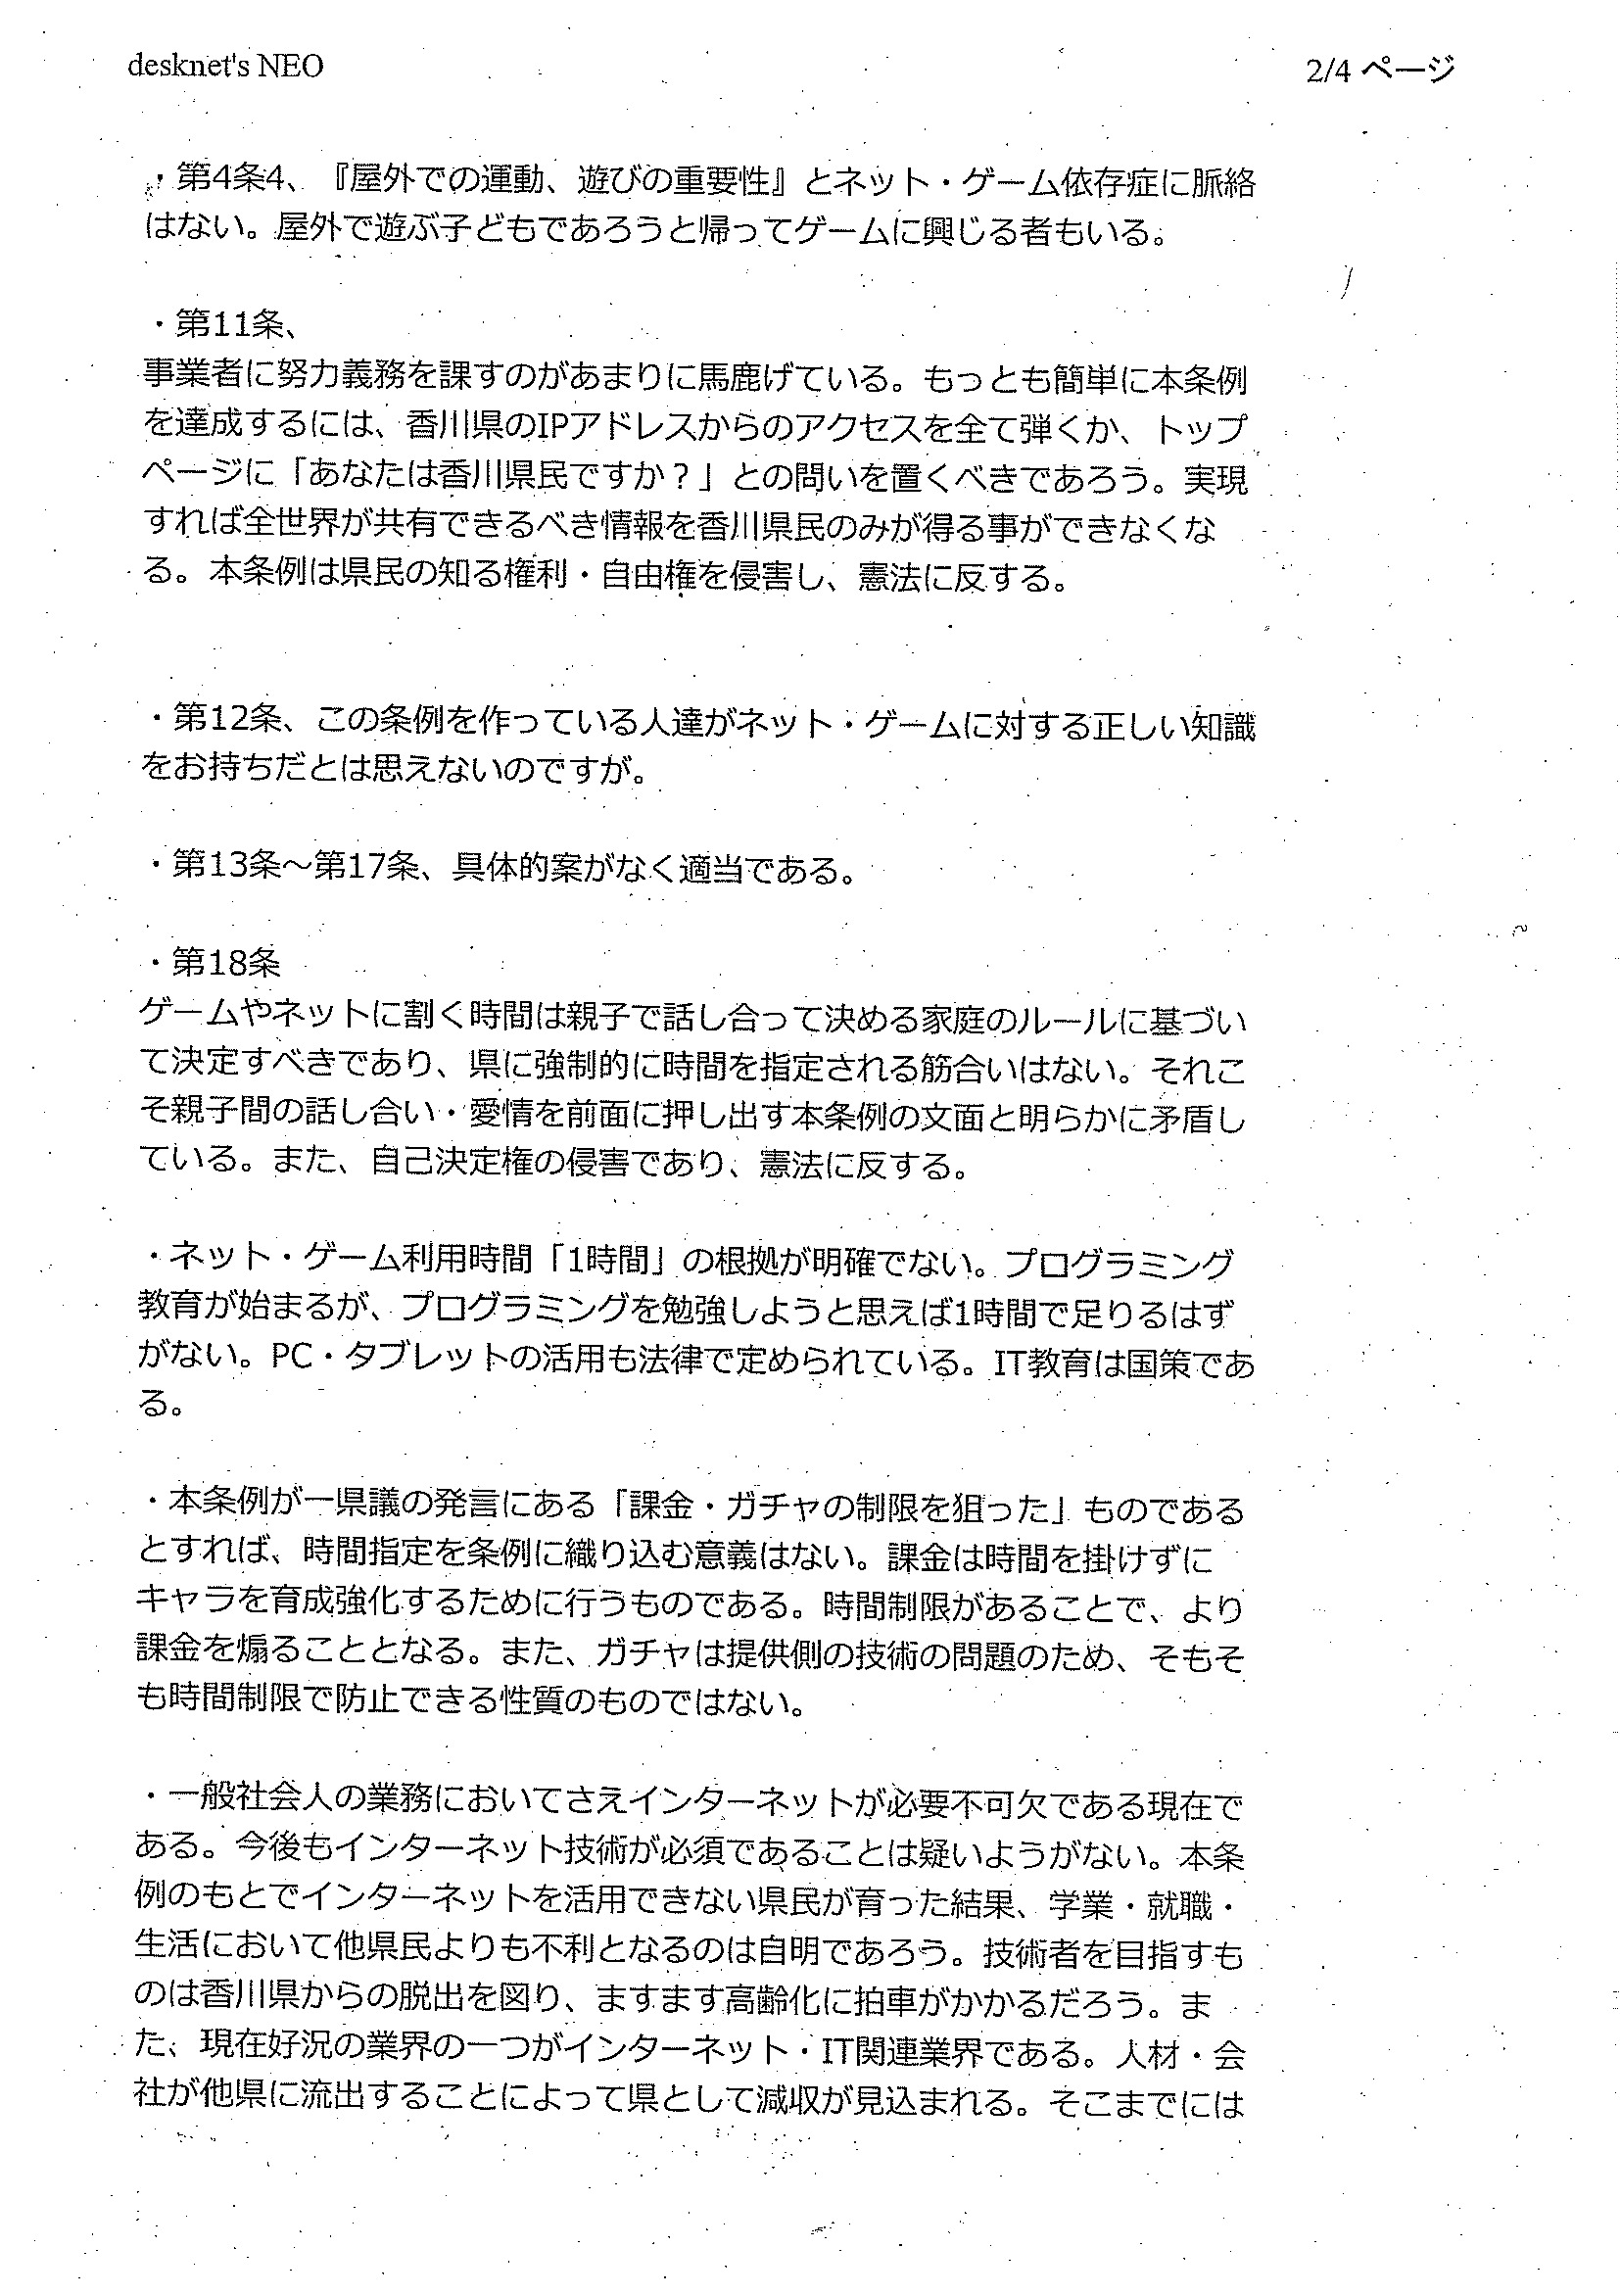 desknet's NEO
2/4 ページ
・第4条4、『屋外での運動、遊びの重要性』とネット・ゲーム依存症に脈絡
はない。屋外で遊ぶ子どもであろうと帰ってゲームに興じる者もいる。
・第11条、
事業者に努力義務を課すのがあまりに馬鹿げている。もっとも簡単に本条例
を達成するには、香川県のIPアドレスからのアクセスを全て弾くか、トップ
ページに「あなたは香川県民ですか？」との問いを置くべきであろう。実現
すれば全世界が共有できるべき情報を香川県民のみが得る事ができなくな
る。本条例は県民の知る権利・自由権を侵害し、憲法に反する。
・第12条、この条例を作っている人達がネット・ゲームに対する正しい知識
をお持ちだとは思えないのですが。
・第13条～第17条、具体的案がなく適当である。
・第18条
ゲームやネットに割く時間は親子で話し合って決める家庭のルールに基づい
て決定すべきであり、県に強制的に時間を指定される筋合いはない。それこ
そ親子間の話し合い・愛情を前面に押し出す本条例の文面と明らかに矛盾し
ている。また、自己決定権の侵害であり、憲法に反する。
・ネット・ゲーム利用時間「1時間」の根拠が明確でない。プログラミング
教育が始まるが、プログラミングを勉強しようと思えば1時間で足りるはず
がない。PC・タブレットの活用も法律で定められている。IT教育は国策であ
る。
・本条例が一県議の発言にある「課金・ガチャの制限を狙った」ものである
とすれば、時間指定を条例に織り込む意義はない。課金は時間を掛けずに
キャラを育成強化するために行うものである。時間制限があることで、より
課金を煽ることとなる。また、ガチャは提供側の技術の問題のため、そもそ
も時間制限で防止できる性質のものではない。
・一般社会人の業務においてさえインターネットが必要不可欠である現在で
ある。今後もインターネット技術が必須であることは疑いようがない。本条
例のもとでインターネットを活用できない県民が育った結果、学業・就職・
生活において他県民よりも不利となるのは自明であろう。技術者を目指すも
のは香川県からの脱出を図り、ますます高齢化に拍車がかかるだろう。ま
た、現在好況の業界の一つがインターネット・IT関連業界である。人材・会
社が他県に流出することによって県として減収が見込まれる。そこまでには